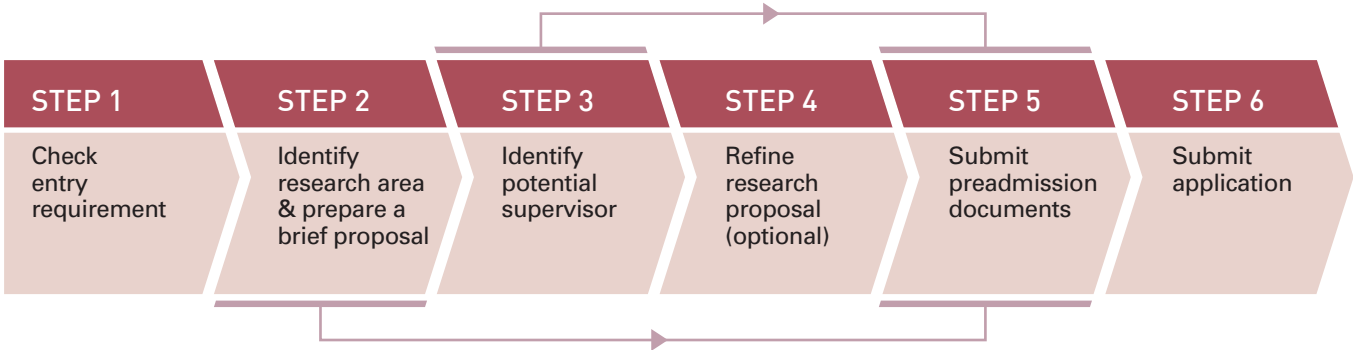 STEP 1
Check
entry
requirement
STEP 2
Identify
research area
& prepare a
brief proposal
STEP 3
Identify
potential
supervisor
STEP 4
Refine
research
proposal
(optional)
STEP 5
Submit
preadmission
documents
STEP 6
Submit
application